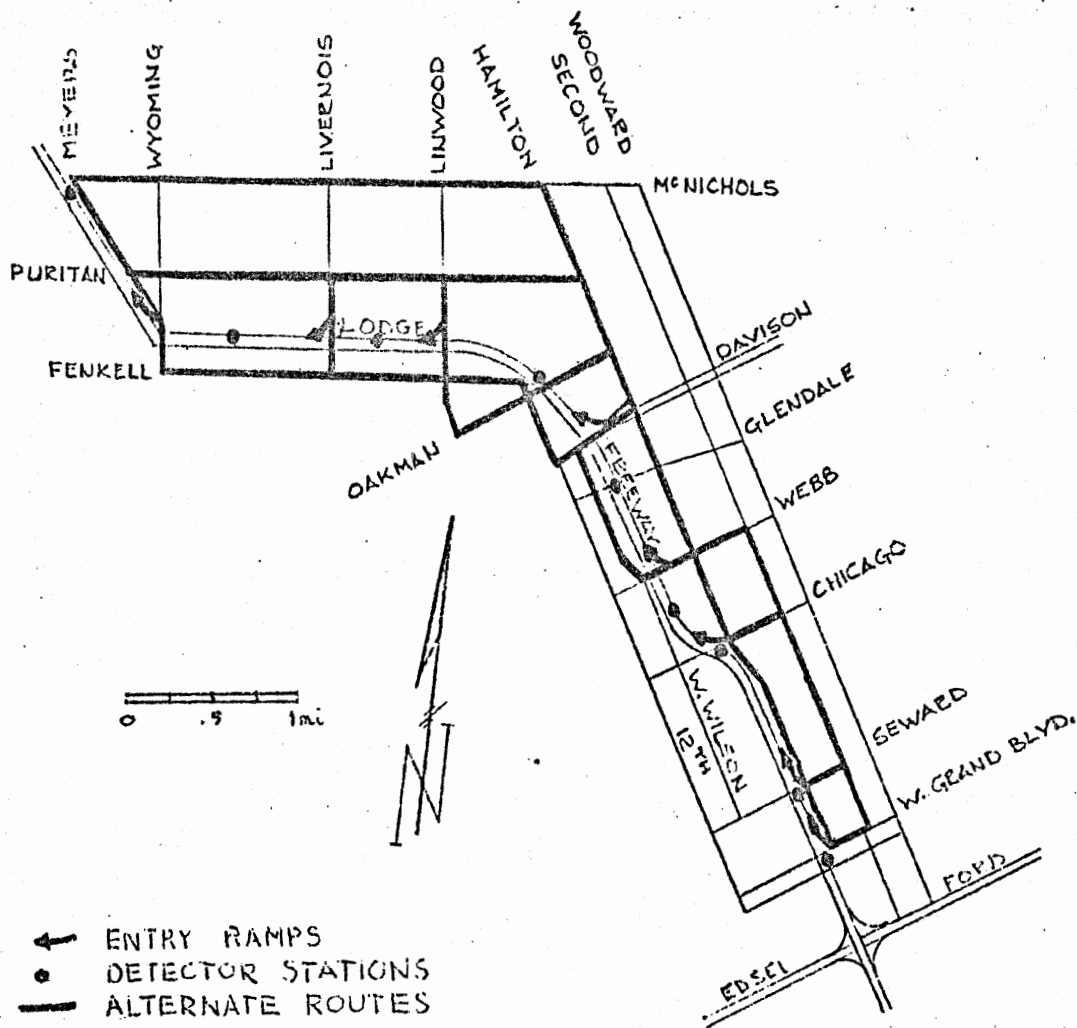 MEYERS
WYOMING
LIVERNOIS
LINWOOD
HAMILTON
SECOND
WOODWARD
McNICHOLS
PURITAN
LODGE
FENKELL
DAVISON
GLENDALE
OAKMAN
FREEWAY
WEBB
CHICAGO
W. WILSON
12TH
SEWARD
W. GRAND BLVD.
0 .5 1mi
N
FORD
EDSEL
ENTRY RAMPS
DETECTOR STATIONS
ALTERNATE ROUTES